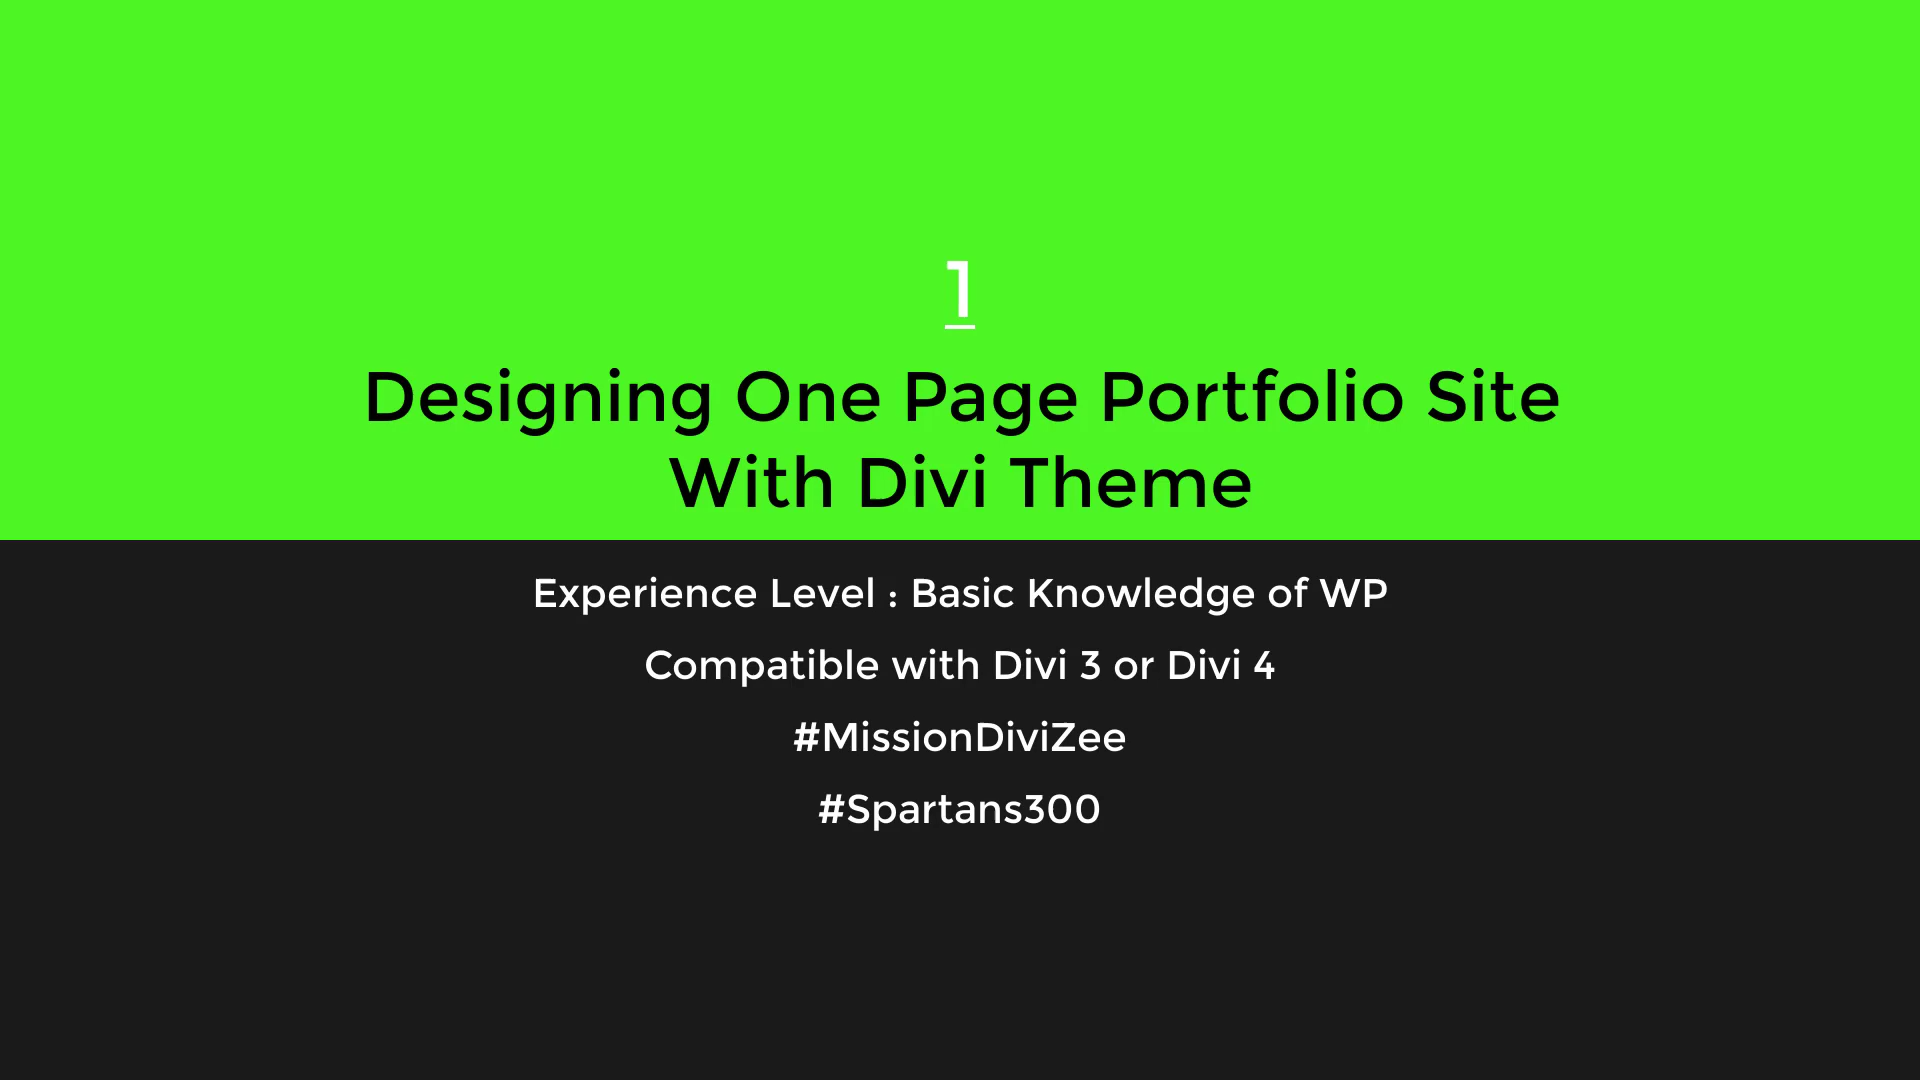 1
Designing One Page Portfolio Site
With Divi Theme
Experience Level : Basic Knowledge of WP
Compatible with Divi 3 or Divi 4
#MissionDiviZee
#Spartans300